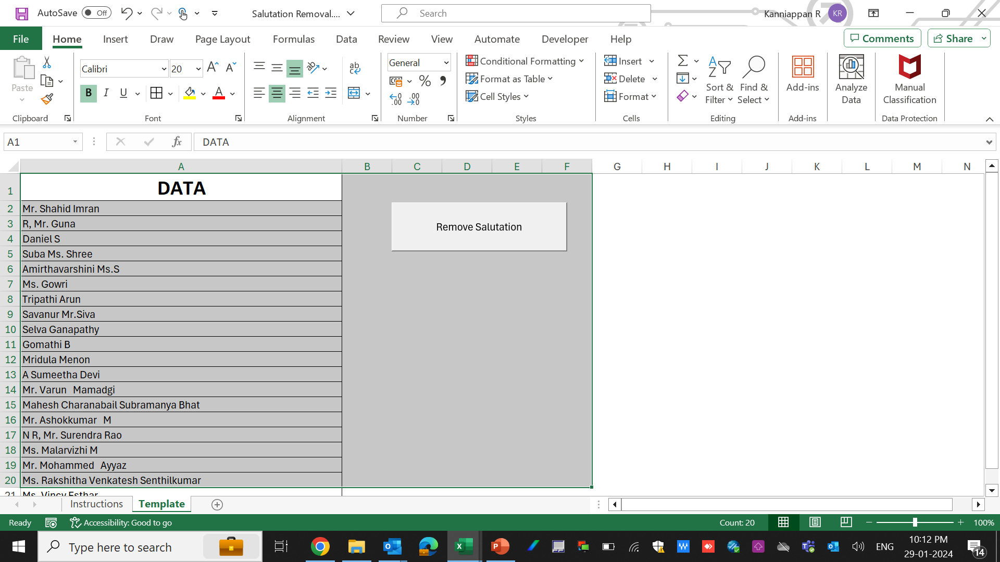 AutoSave Off Salutation Removal.... Search Kanniappan R KR
File Home Insert Draw Page Layout Formulas Data Review View Automate Developer Help Comments Share
Calibri 20 General Conditional Formatting Insert
Paste Format as Table Delete Sort & Find & Add-ins Analyze Manual
B I U Cell Styles Format Filter Select Data Classification
Clipboard Font Alignment Number Styles Cells Editing Add-ins Data Protection
A1 fx DATA
A B C D E F G H I J K L M N
1 DATA
2 Mr. Shahid Imran
3 R, Mr. Guna
Remove Salutation
4 Daniel S
5 Suba Ms. Shree
6 Amirthavarshini Ms.S
7 Ms. Gowri
8 Tripathi Arun
9 Savanur Mr.Siva
10 Selva Ganapathy
11 Gomathi B
12 Mridula Menon
13 A Sumeetha Devi
14 Mr. Varun   Mamadgi
15 Mahesh Charanabail Subramanya Bhat
16 Mr. Ashokkumar   M
17 N R, Mr. Surendra Rao
18 Ms. Malarvizhi M
19 Mr. Mohammed   Ayyaz
20 Ms. Rakshitha Venkatesh Senthilkumar
21 Ms. Vincy Esthar
Instructions Template
Ready Accessibility: Good to go Count: 20 100%
Type here to search ENG 10:12 PM
29-01-2024 14